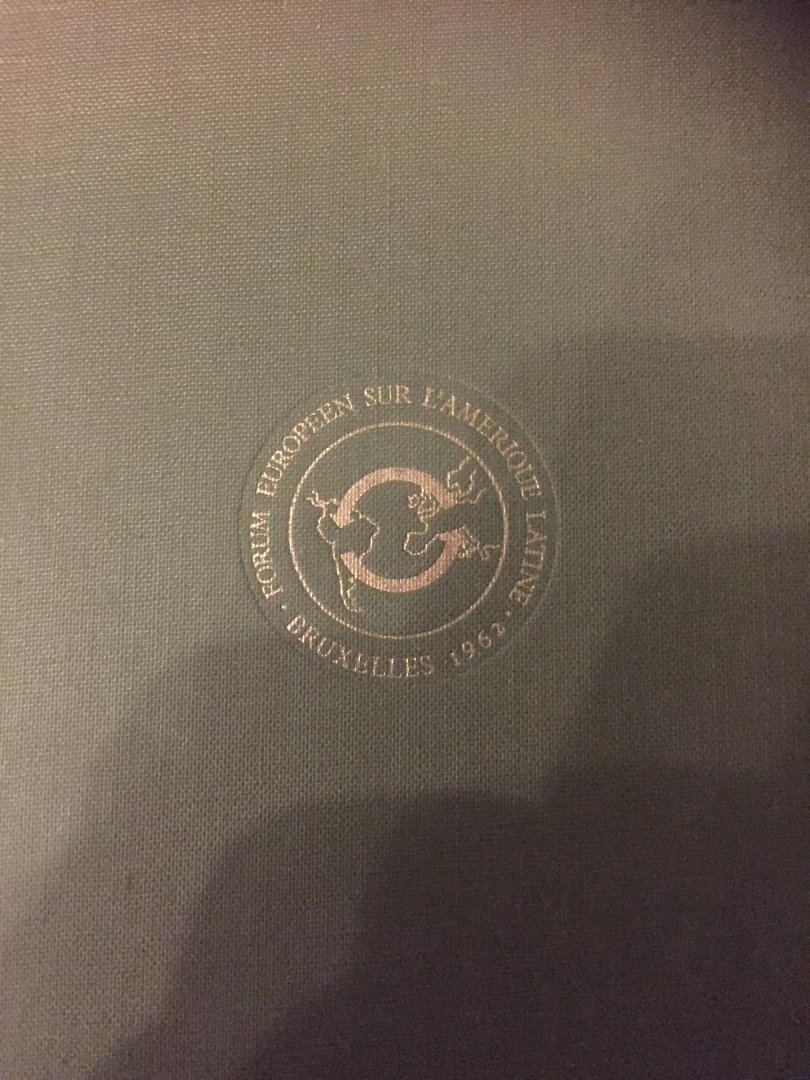 FORUM EUROPEEN SUR L'AMERIQUE LATINE
· BRUXELLES 1962 ·